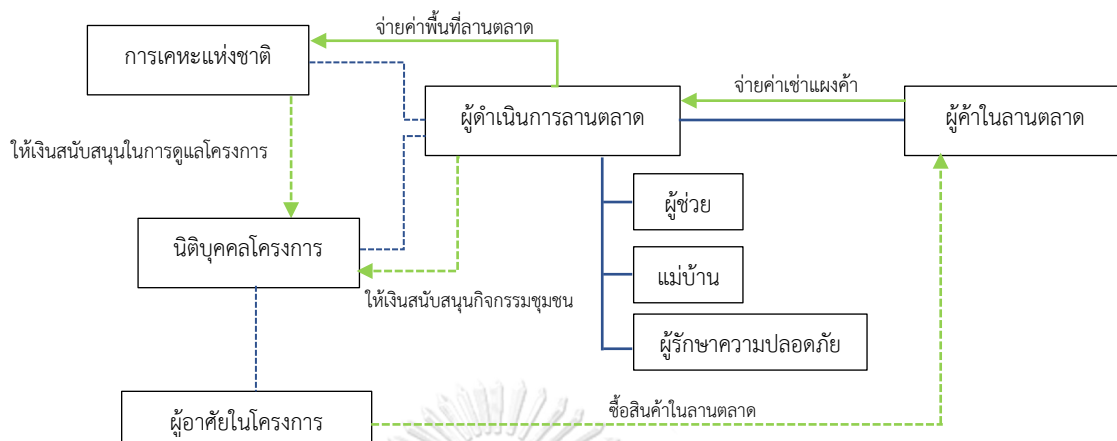 จ่ายค่าพื้นที่ลานตลาด
การเคหะแห่งชาติ
จ่ายค่าเช่าแผงค้า
ผู้ดำเนินการลานตลาด
ผู้ค้าในลานตลาด
ให้เงินสนับสนุนในการดูแลโครงการ
ผู้ช่วย
นิติบุคคลโครงการ
แม่บ้าน
ให้เงินสนับสนุนกิจกรรมชุมชน
ผู้รักษาความปลอดภัย
ผู้อาศัยในโครงการ
ซื้อสินค้าในลานตลาด